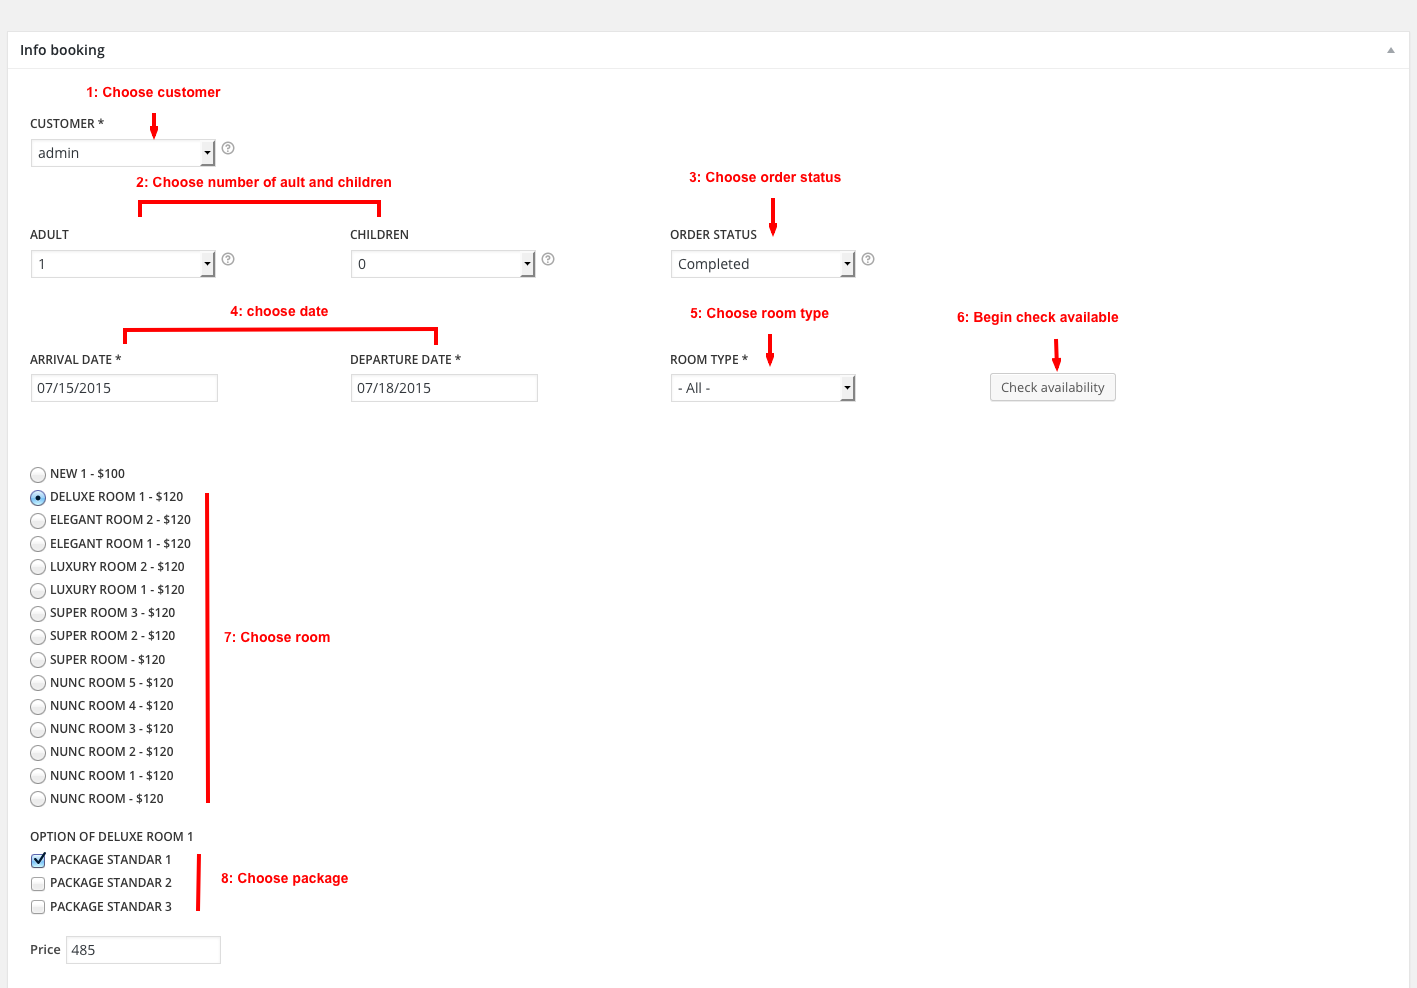 Info booking
1: Choose customer
CUSTOMER *
admin
2: Choose number of ault and children
3: Choose order status
ADULT
CHILDREN
ORDER STATUS
1
0
Completed
4: choose date
5: Choose room type
6: Begin check available
ARRIVAL DATE *
DEPARTURE DATE *
ROOM TYPE *
07/15/2015
07/18/2015
- All -
Check availability
NEW 1 - $100
DELUXE ROOM 1 - $120
ELEGANT ROOM 2 - $120
ELEGANT ROOM 1 - $120
LUXURY ROOM 2 - $120
LUXURY ROOM 1 - $120
SUPER ROOM 3 - $120
SUPER ROOM 2 - $120
7: Choose room
SUPER ROOM - $120
NUNC ROOM 5 - $120
NUNC ROOM 4 - $120
NUNC ROOM 3 - $120
NUNC ROOM 2 - $120
NUNC ROOM 1 - $120
NUNC ROOM - $120
OPTION OF DELUXE ROOM 1
PACKAGE STANDAR 1
8: Choose package
PACKAGE STANDAR 2
PACKAGE STANDAR 3
Price
485